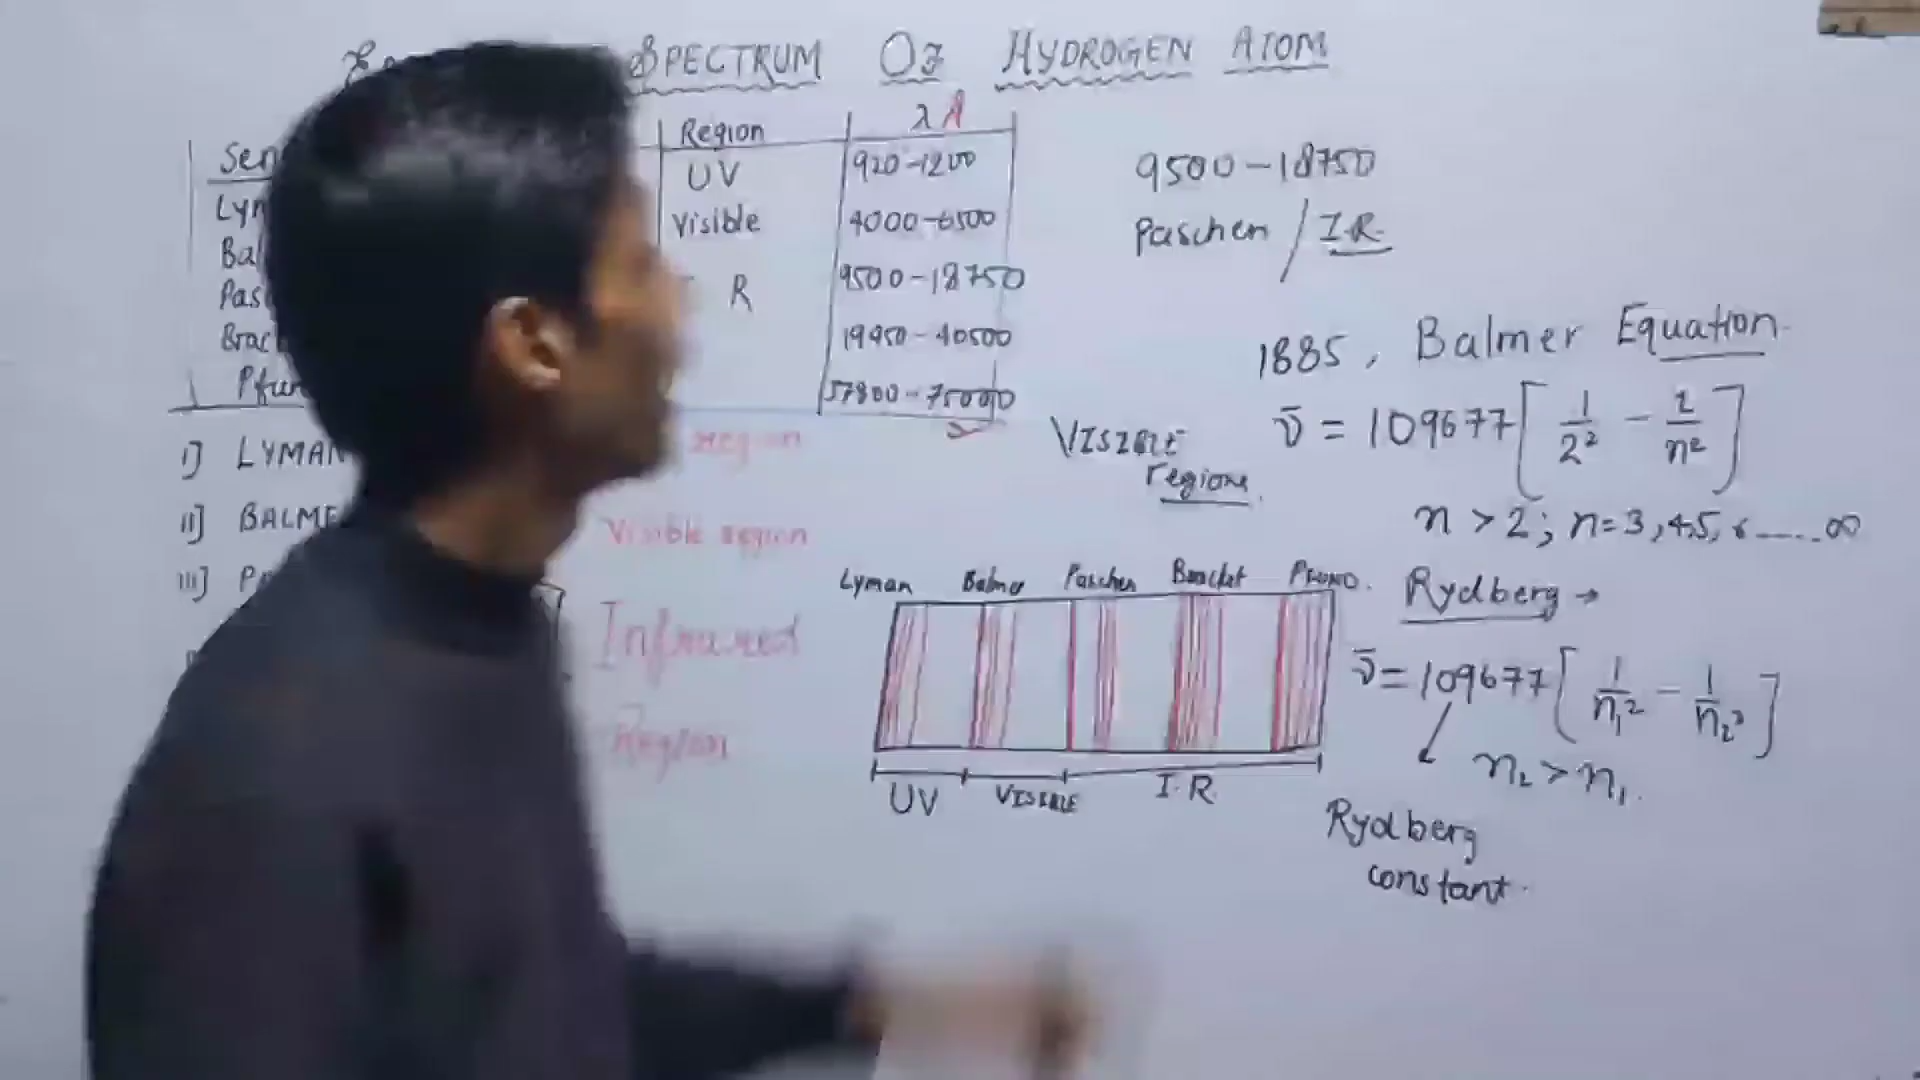 SPECTRUM OF HYDROGEN ATOM
Region λ
UV 920-1200
Visible 4000-6500
R 9500-18750
19450-40500
37800-75000
9500-18750
Paschen / I.R.
1885, Balmer Equation
ν̄ = 109677 [1/2² - 1/n²]
n > 2; n=3,4,5,6.....∞
VISIBLE
region
Rydberg →
ν̄ = 109677 [1/n₁² - 1/n₂²]
n₂ > n₁.
Rydberg
constant.
I] LYMAN
region
II] BALME
Visible region
III] P
Infrared
Region
Lyman Balmer Paschen Bracket PFUND.
UV VISIBLE I.R.